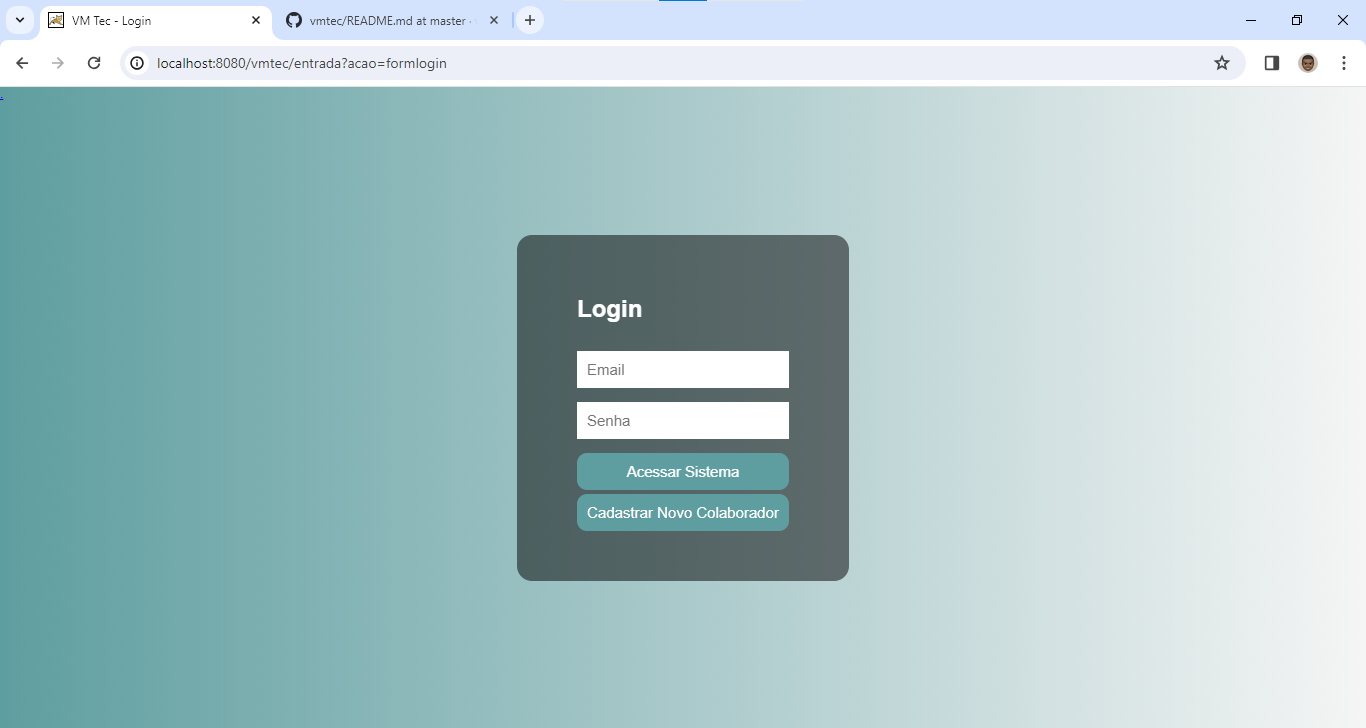 VM Tec - Login
vmtec/README.md at master ·
localhost:8080/vmtec/entrada?acao=formlogin
.
Login
Email
Senha
Acessar Sistema
Cadastrar Novo Colaborador